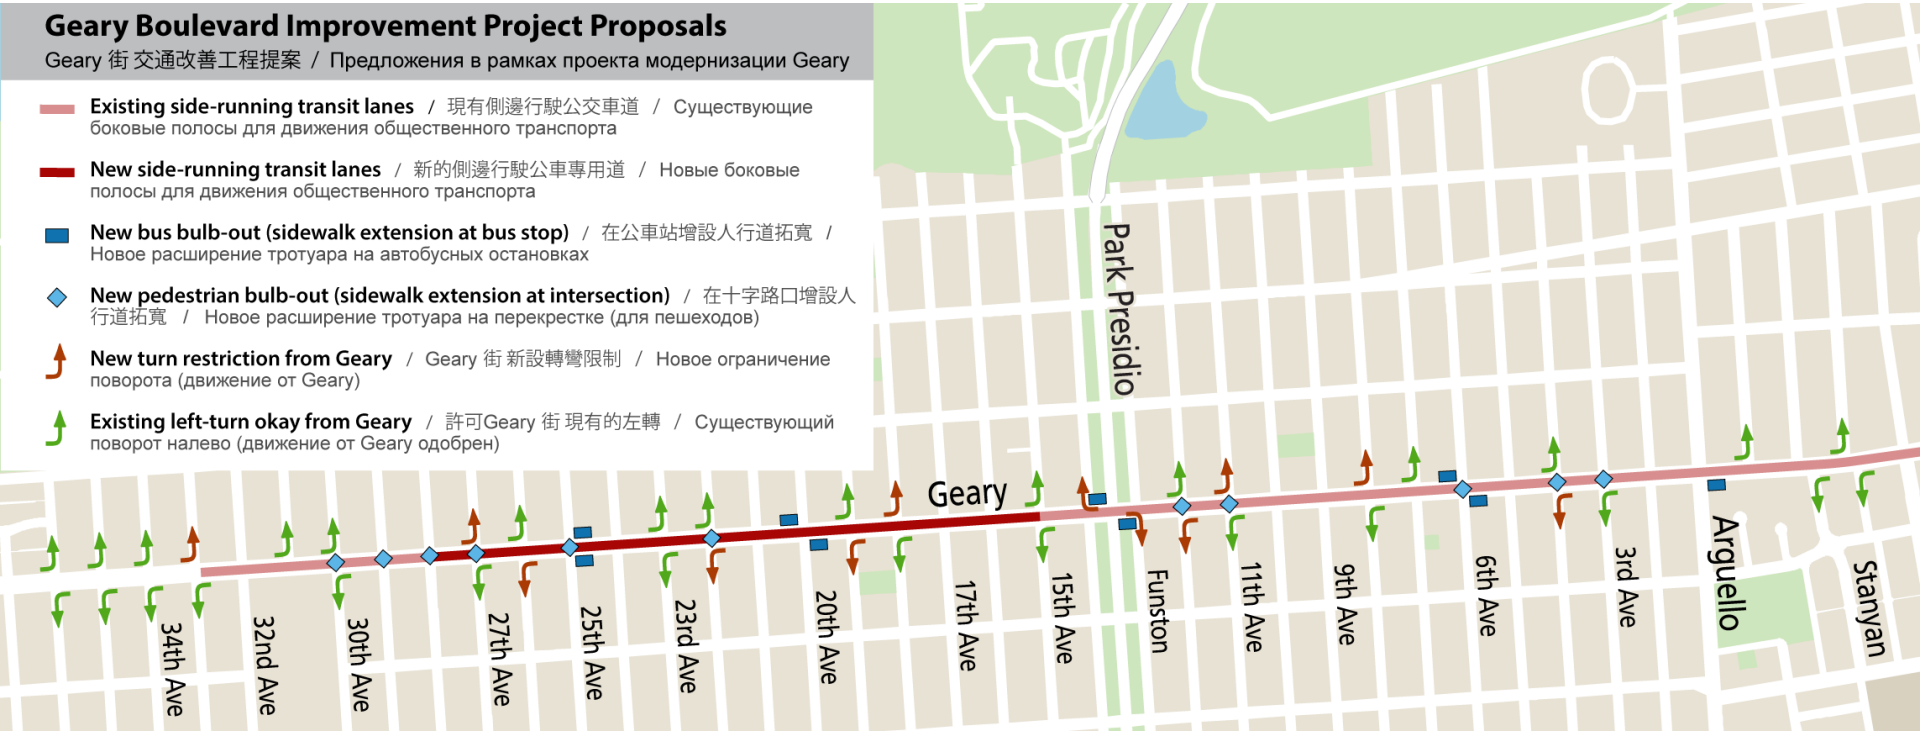 Geary Boulevard Improvement Project Proposals
Geary 街 交通改善工程提案 / Предложения в рамках проекта модернизации Geary
Existing side-running transit lanes / 現有側邊行駛公交車道 / Существующие
боковые полосы для движения общественного транспорта
New side-running transit lanes / 新的側邊行駛公車專用道 / Новые боковые
полосы для движения общественного транспорта
New bus bulb-out (sidewalk extension at bus stop) / 在公車站增設人行道拓寬 /
Новое расширение тротуара на автобусных остановках
New pedestrian bulb-out (sidewalk extension at intersection) / 在十字路口增設人
行道拓寬 / Новое расширение тротуара на перекрестке (для пешеходов)
New turn restriction from Geary / Geary 街 新設轉彎限制 / Новое ограничение
поворота (движение от Geary)
Existing left-turn okay from Geary / 許可Geary 街 現有的左轉 / Существующий
поворот налево (движение от Geary одобрен)
Park Presidio
Geary
34th Ave
32nd Ave
30th Ave
27th Ave
25th Ave
23rd Ave
20th Ave
17th Ave
15th Ave
Funston
11th Ave
9th Ave
6th Ave
3rd Ave
Arguello
Stanyan